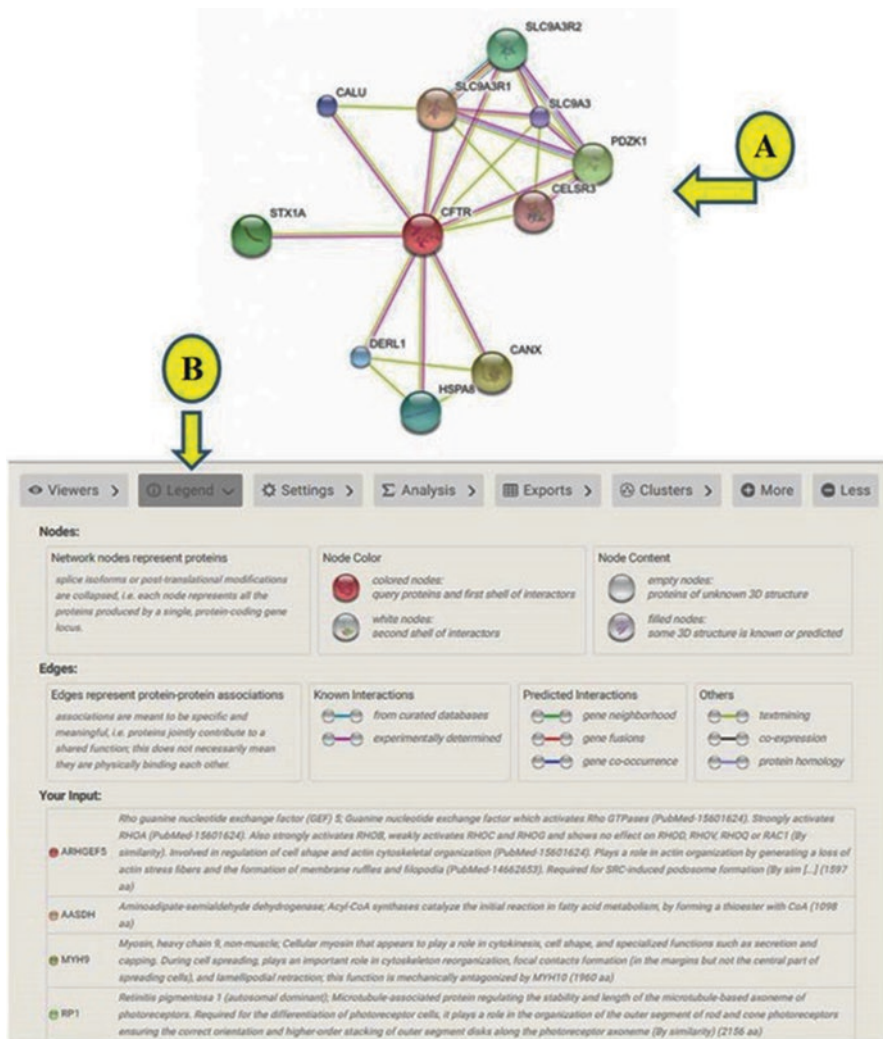 SLC9A3R2
CALU
SLC9A3R1
SLC9A3
PDZK1
A
CELSR3
STX1A
CFTR
DERL1
CANX
B
HSPA8
Viewers
Legend
Settings
Analysis
Exports
Clusters
More
Less
Nodes:
Network nodes represent proteins
splice isoforms or post-translational modifications
are collapsed, i.e. each node represents all the
proteins produced by a single, protein-coding gene
locus.
Node Color
colored nodes:
query proteins and first shell of interactors
white nodes:
second shell of interactors
Node Content
empty nodes:
proteins of unknown 3D structure
filled nodes:
some 3D structure is known or predicted
Edges:
Edges represent protein-protein associations
associations are meant to be specific and
meaningful, i.e. proteins jointly contribute to a
shared function; this does not necessarily mean
they are physically binding each other.
Known Interactions
from curated databases
experimentally determined
Predicted Interactions
gene neighborhood
gene fusions
gene co-occurrence
Others
textmining
co-expression
protein homology
Your Input:
ARHGEF5
Rho guanine nucleotide exchange factor (GEF) 5; Guanine nucleotide exchange factor which activates Rho GTPases (PubMed-15601624). Strongly activates
RHOA (PubMed-15601624). Also strongly activates RHOB, weakly activates RHOC and RHOG and shows no effect on RHOD, RHOV, RHOQ or RAC1 (By
similarity). Involved in regulation of cell shape and actin cytoskeletal organization (PubMed-15601624). Plays a role in actin organization by generating a loss of
actin stress fibers and the formation of membrane ruffles and filopodia (PubMed-14662653). Required for SRC-induced podosome formation (By sim [...] (1597
aa)
AASDH
Aminoadipate-semialdehyde dehydrogenase; Acyl-CoA synthases catalyze the initial reaction in fatty acid metabolism, by forming a thioester with CoA (1098
aa)
MYH9
Myosin, heavy chain 9, non-muscle; Cellular myosin that appears to play a role in cytokinesis, cell shape, and specialized functions such as secretion and
capping. During cell spreading, plays an important role in cytoskeleton reorganization, focal contacts formation (in the margins but not the central part of
spreading cells), and lamellipodial retraction; this function is mechanically antagonized by MYH10 (1960 aa)
RP1
Retinitis pigmentosa 1 (autosomal dominant); Microtubule-associated protein regulating the stability and length of the microtubule-based axoneme of
photoreceptors. Required for the differentiation of photoreceptor cells, it plays a role in the organization of the outer segment of rod and cone photoreceptors
ensuring the correct orientation and higher-order stacking of outer segment disks along the photoreceptor axoneme (By similarity) (2156 aa)